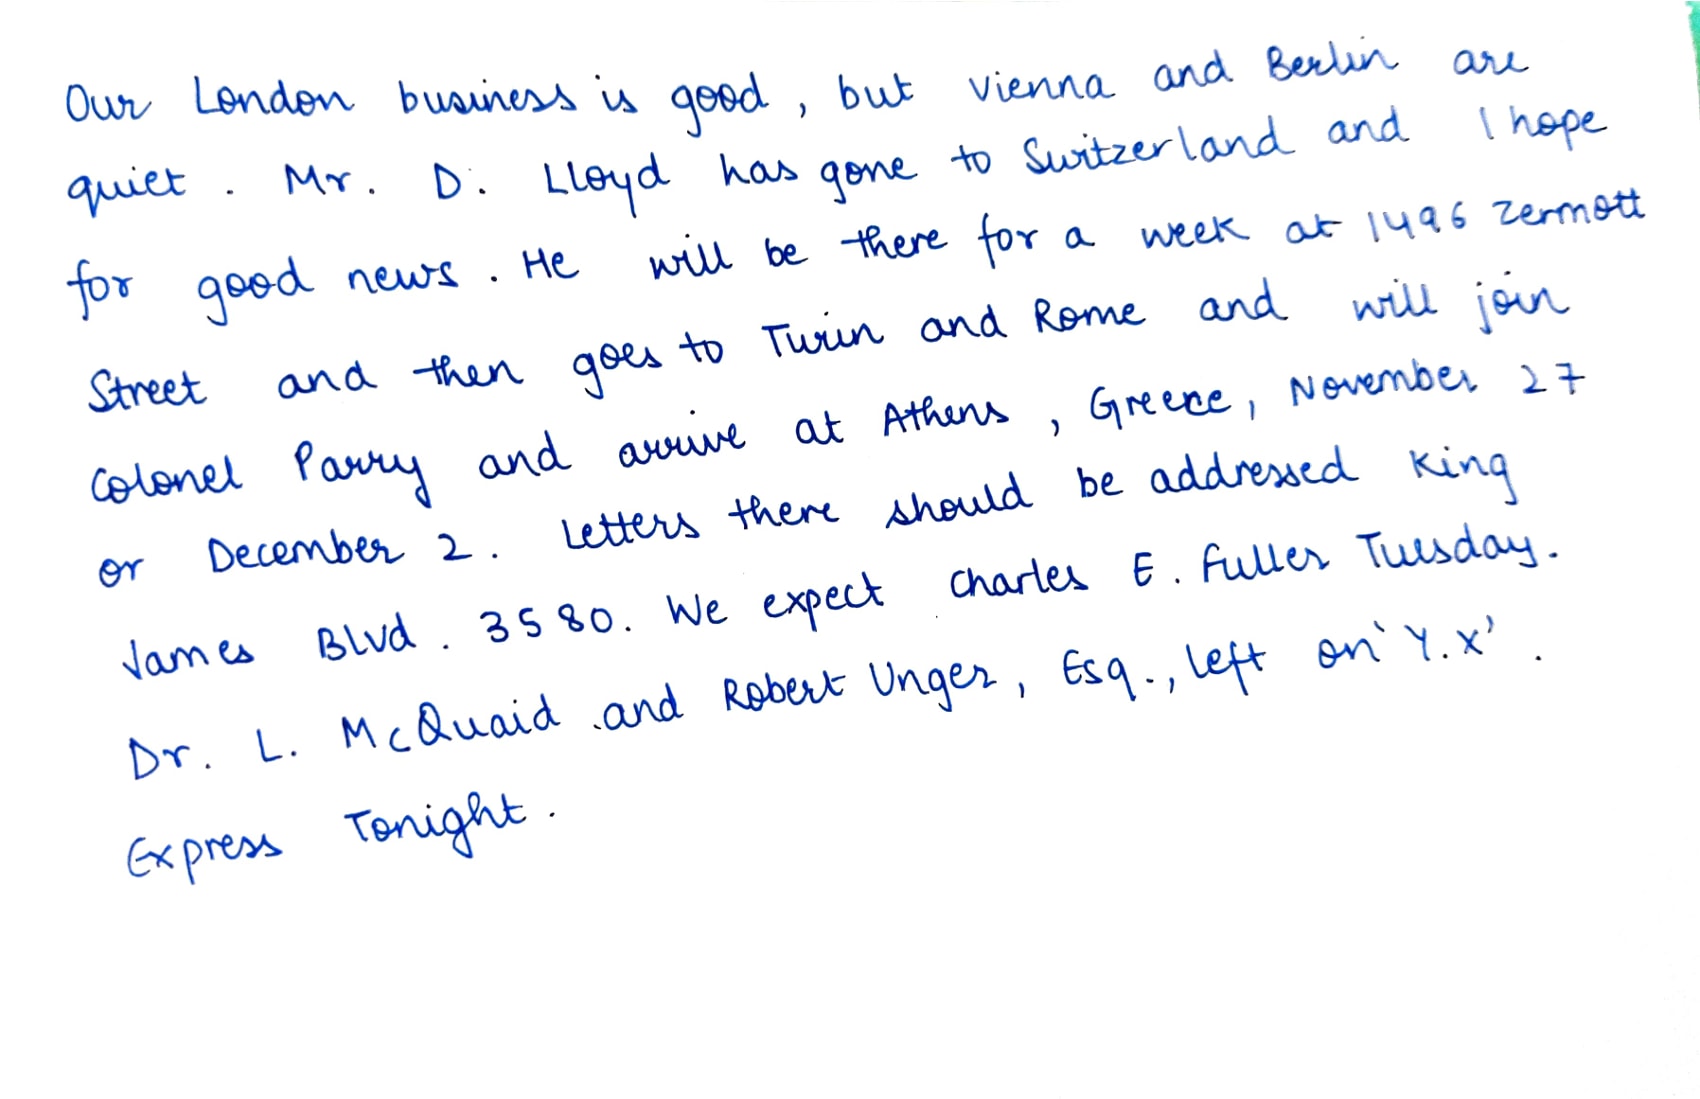 Our London business is good, but Vienna and Berlin are
quiet. Mr. D. Lloyd has gone to Switzerland and I hope
for good news. He will be there for a week at 1496 Zermott
Street and then goes to Turin and Rome and will join
Colonel Parry and arrive at Athens, Greece, November 27
or December 2. Letters there should be addressed King
James Blvd. 3580. We expect Charles E. Fuller Tuesday.
Dr. L. McQuaid and Robert Unger, Esq., left on 'Y.X'.
Express Tonight.